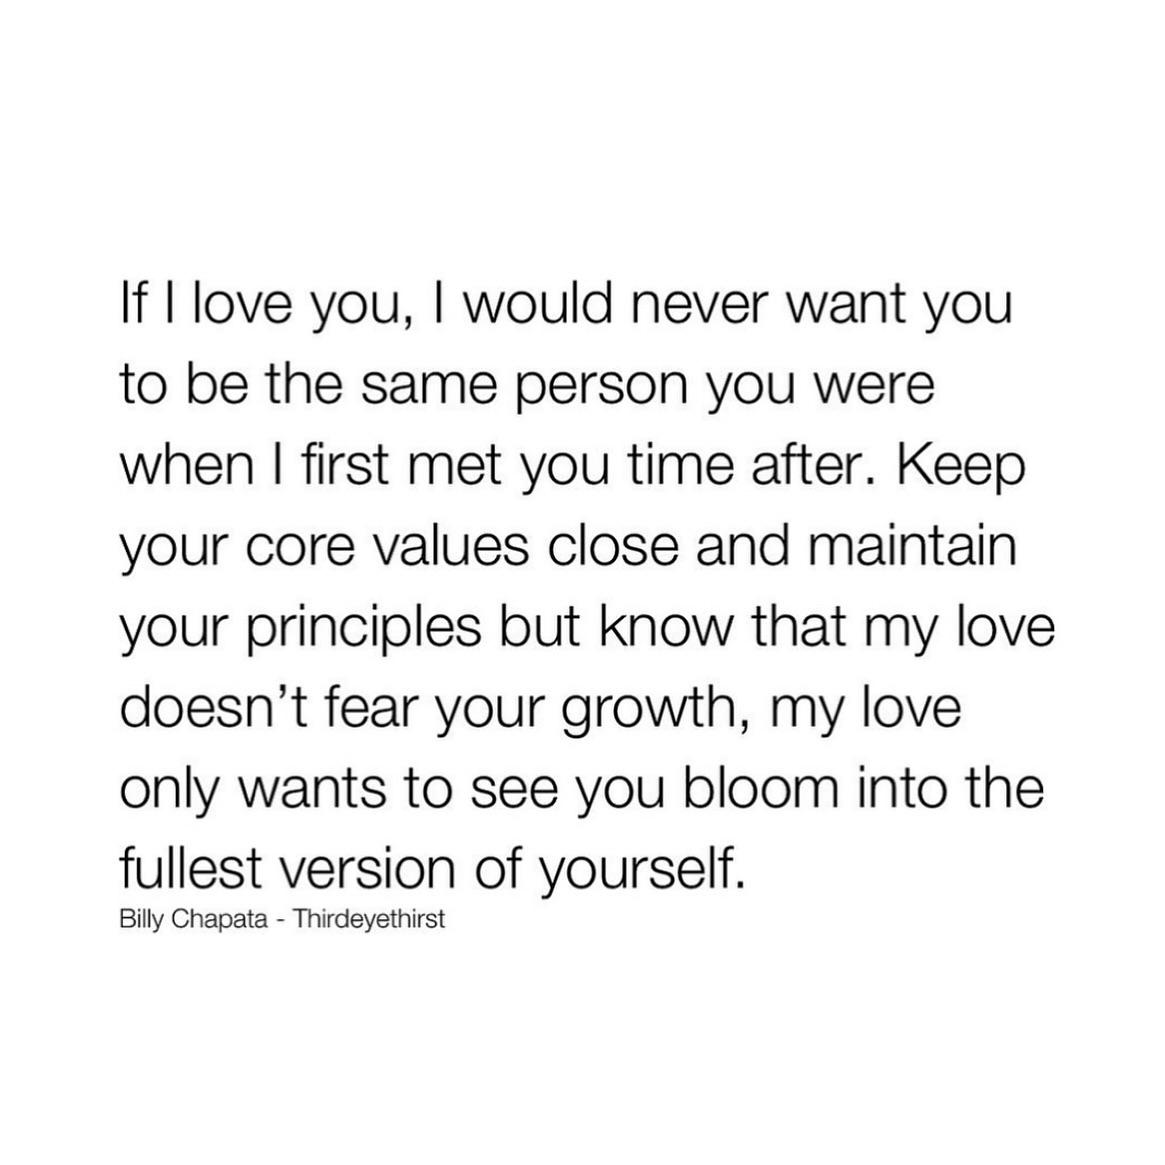 If I love you, I would never want you
to be the same person you were
when I first met you time after. Keep
your core values close and maintain
your principles but know that my love
doesn’t fear your growth, my love
only wants to see you bloom into the
fullest version of yourself.
Billy Chapata - Thirdeyethirst